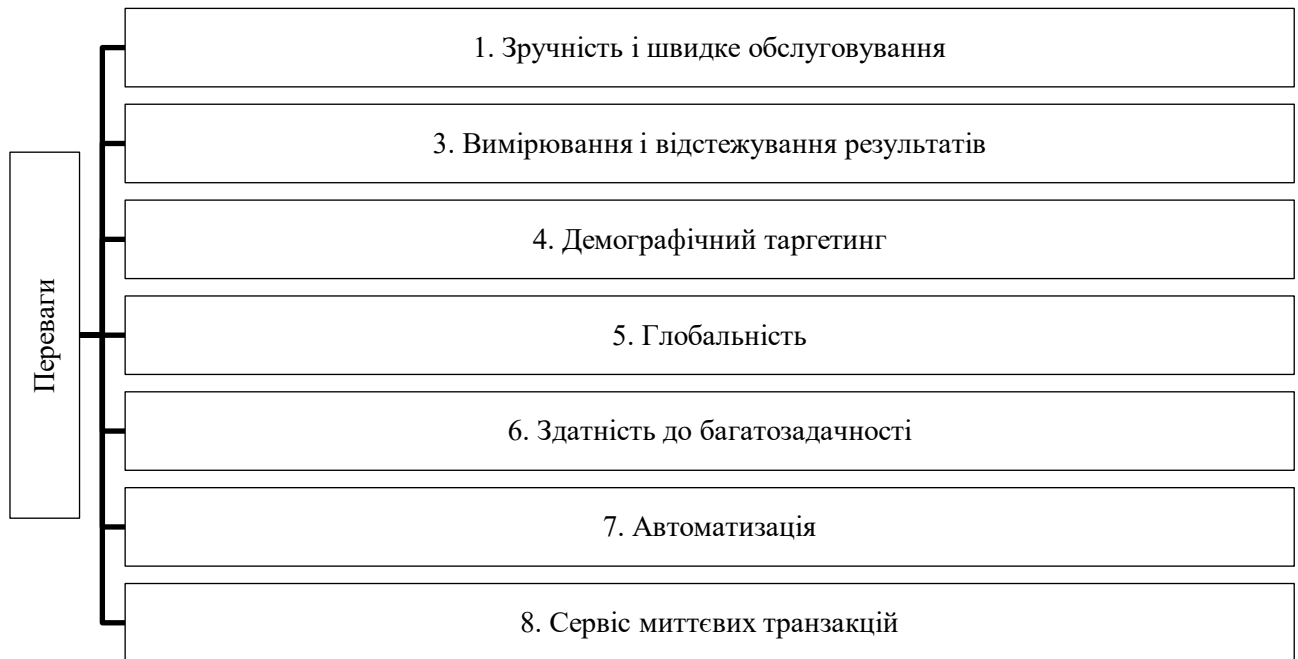 Переваги
1. Зручність і швидке обслуговування
3. Вимірювання і відстежування результатів
4. Демографічний таргетинг
5. Глобальність
6. Здатність до багатозадачності
7. Автоматизація
8. Сервіс миттєвих транзакцій